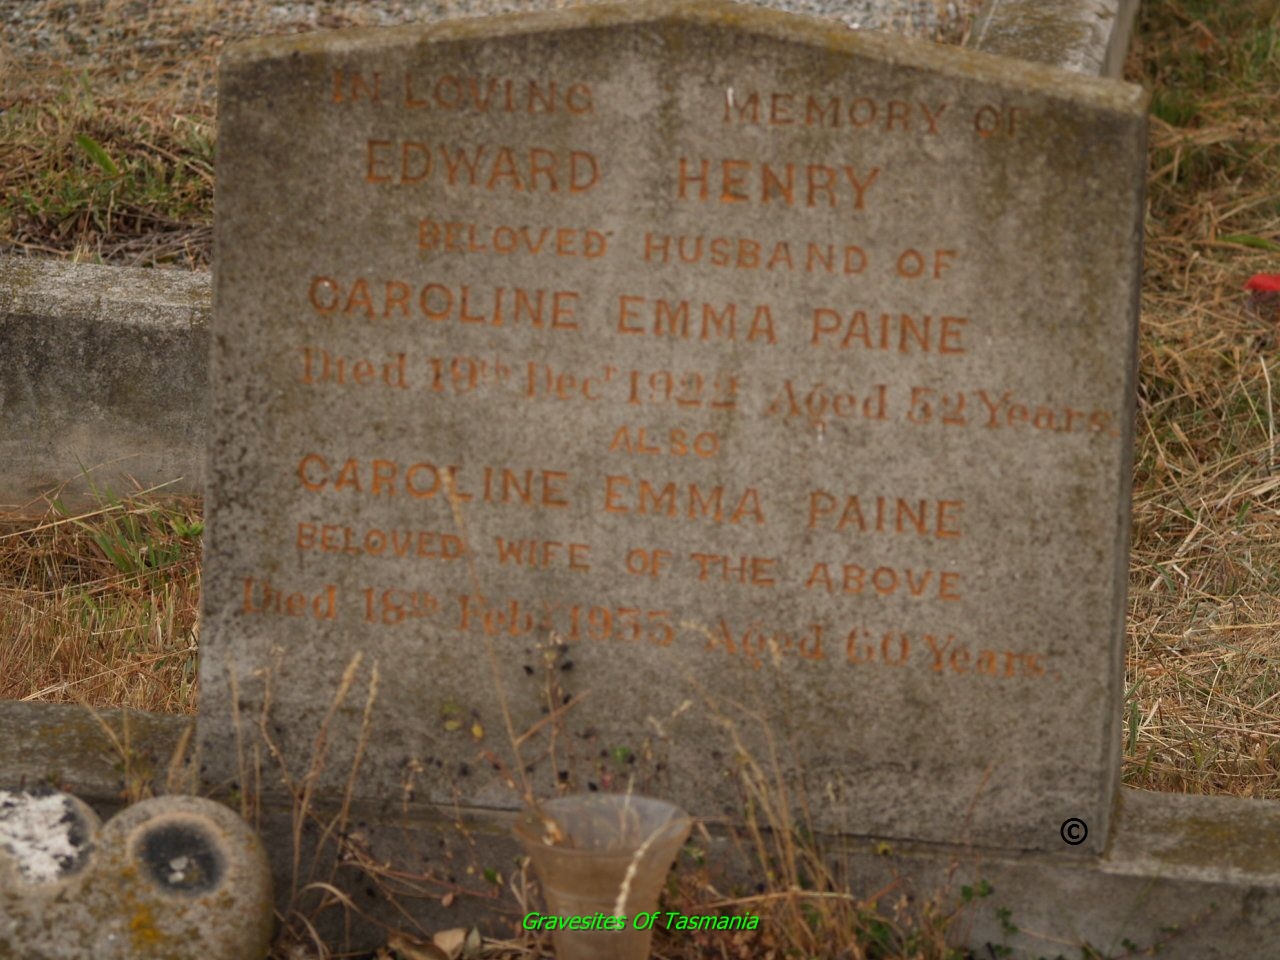 IN LOVING MEMORY OF
EDWARD HENRY
BELOVED HUSBAND OF
CAROLINE EMMA PAINE
Died 19th Decr 1922 Aged 52 Years.
ALSO
CAROLINE EMMA PAINE
BELOVED WIFE OF THE ABOVE
Died 18th Feby 1935 Aged 60 Years.
©
Gravesites Of Tasmania